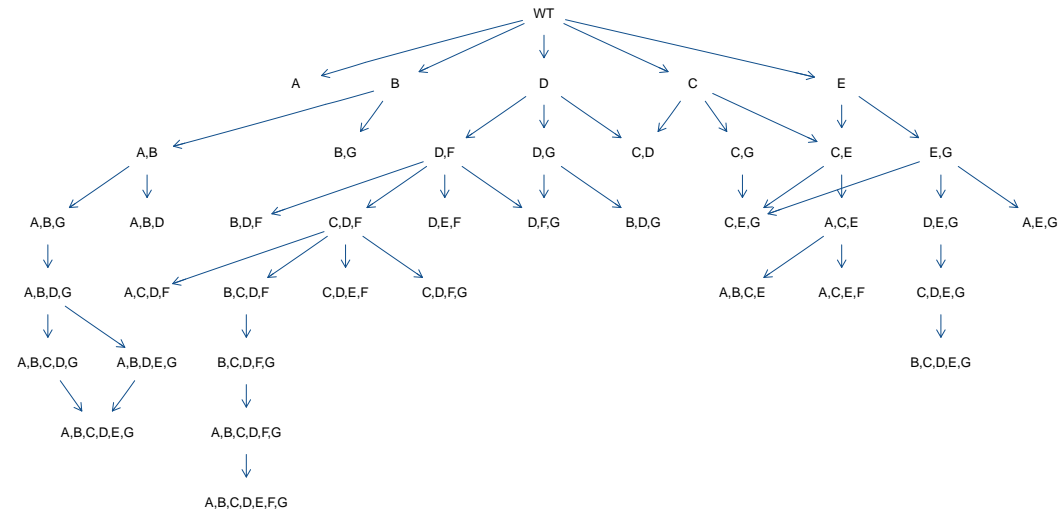 WT
A B D C E
A,B B,G D,F D,G C,D C,G C,E E,G
A,B,G A,B,D B,D,F C,D,F D,E,F D,F,G B,D,G C,E,G A,C,E D,E,G A,E,G
A,B,D,G A,C,D,F B,C,D,F C,D,E,F C,D,F,G A,B,C,E A,C,E,F C,D,E,G
A,B,C,D,G A,B,D,E,G B,C,D,F,G B,C,D,E,G
A,B,C,D,E,G A,B,C,D,F,G
A,B,C,D,E,F,G